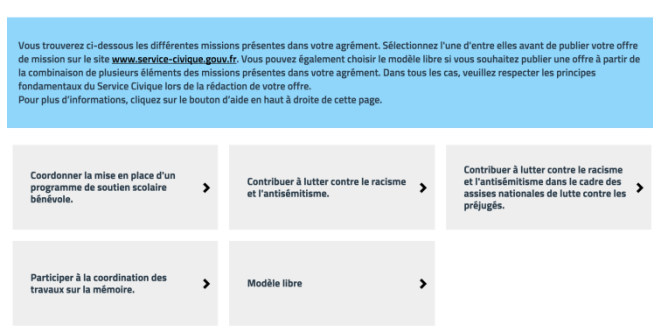 Vous trouverez ci-dessous les différentes missions présentes dans votre agrément. Sélectionnez l'une d'entre elles avant de publier votre offre
de mission sur le site www.service-civique.gouv.fr. Vous pouvez également choisir le modèle libre si vous souhaitez publier une offre à partir de
la combinaison de plusieurs éléments des missions présentes dans votre agrément. Dans tous les cas, veuillez respecter les principes
fondamentaux du Service Civique lors de la rédaction de votre offre.
Pour plus d'informations, cliquez sur le bouton d'aide en haut à droite de cette page.
Coordonner la mise en place d'un
programme de soutien scolaire
bénévole.
Contribuer à lutter contre le racisme
et l'antisémitisme.
Contribuer à lutter contre le racisme
et l'antisémitisme dans le cadre des
assises nationales de lutte contre les
préjugés.
Participer à la coordination des
travaux sur la mémoire.
Modèle libre